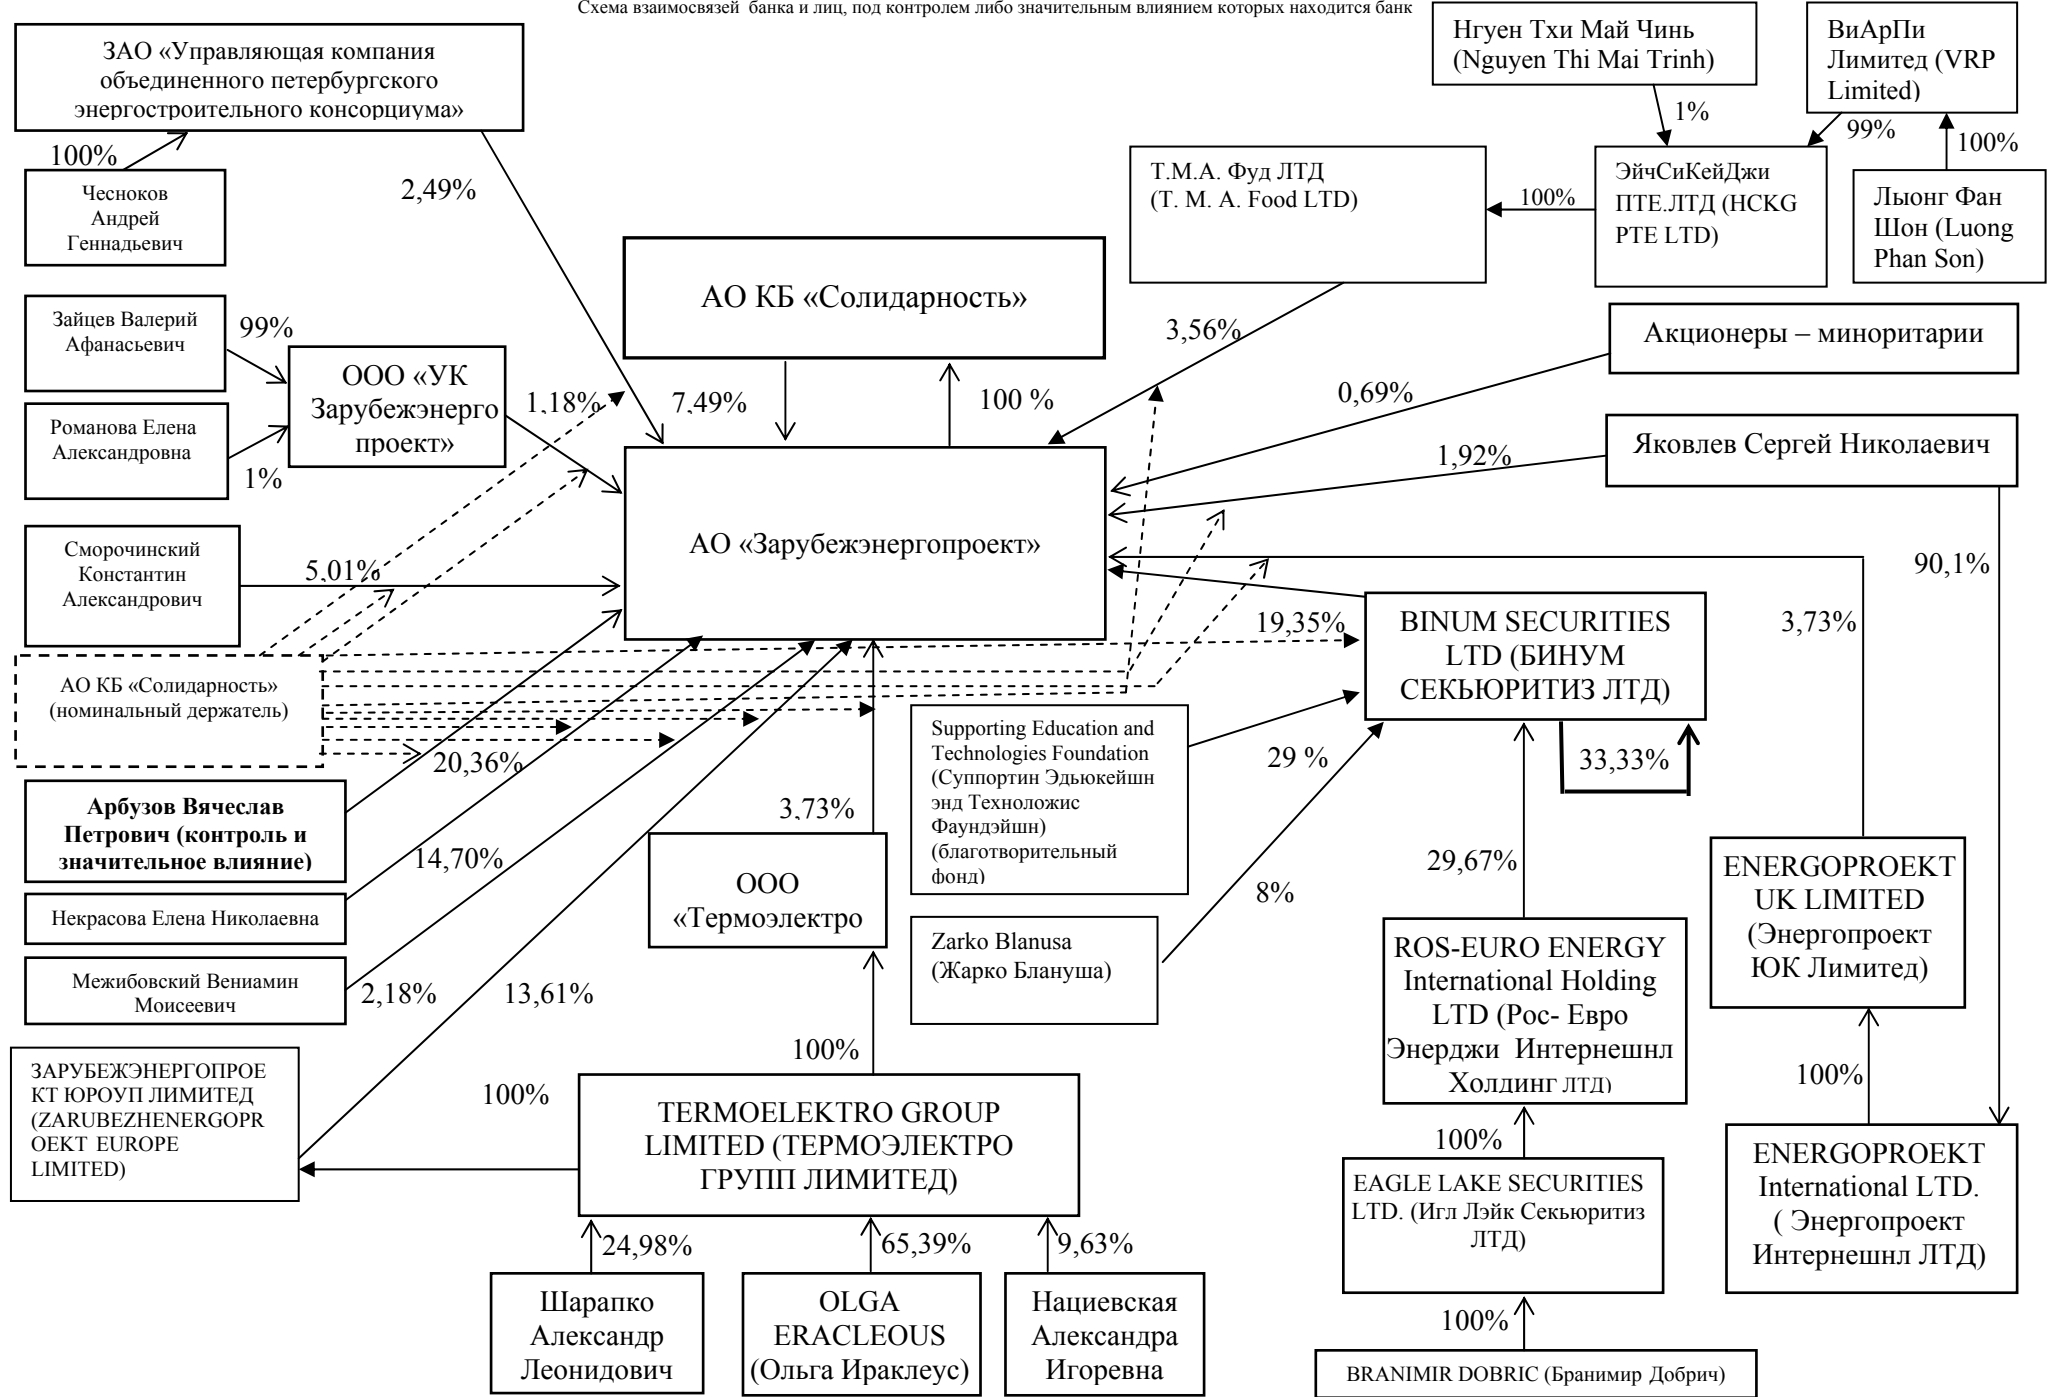 Схема взаимосвязей банка и лиц, под контролем либо значительным влиянием которых находится банк
ЗАО «Управляющая компания
объединенного петербургского
энергостроительного консорциума»
100%
Чесноков
Андрей
Геннадьевич
2,49%
Нгуен Тхи Май Чинь
(Nguyen Thi Mai Trinh)
1%
ВиАрПи
Лимитед (VRP
Limited)
99%
100%
Т.М.А. Фуд ЛТД
(T. M. A. Food LTD)
100%
ЭйчСиКейДжи
ПТЕ.ЛТД (HCKG
PTE LTD)
Лыонг Фан
Шон (Luong
Phan Son)
АО КБ «Солидарность»
3,56%
Зайцев Валерий
Афанасьевич
99%
ООО «УК
Зарубежэнерго
проект»
Романова Елена
Александровна
1%
1,18%
7,49%
100 %
Акционеры – миноритарии
0,69%
Яковлев Сергей Николаевич
1,92%
90,1%
Сморочинский
Константин
Александрович
5,01%
АО «Зарубежэнергопроект»
19,35%
BINUM SECURITIES
LTD (БИНУМ
СЕКЬЮРИТИЗ ЛТД)
3,73%
АО КБ «Солидарность»
(номинальный держатель)
20,36%
Арбузов Вячеслав
Петрович (контроль и
значительное влияние)
14,70%
Некрасова Елена Николаевна
Межибовский Вениамин
Моисеевич
2,18%
13,61%
3,73%
ООО
«Термоэлектро
Supporting Education and
Technologies Foundation
(Суппортин Эдьюкейшн
энд Техноложис
Фаундэйшн)
(благотворительный
фонд)
29 %
33,33%
Zarko Blanusa
(Жарко Блануша)
8%
29,67%
ROS-EURO ENERGY
International Holding
LTD (Рос- Евро
Энерджи Интернешнл
Холдинг ЛТД)
ENERGOPROEKT
UK LIMITED
(Энергопроект
ЮК Лимитед)
100%
ЗАРУБЕЖЭНЕРГОПРОЕ
КТ ЮРОУП ЛИМИТЕД
(ZARUBEZHENERGOPR
OEKT EUROPE
LIMITED)
100%
100%
TERMOELEKTRO GROUP
LIMITED (ТЕРМОЭЛЕКТРО
ГРУПП ЛИМИТЕД)
100%
EAGLE LAKE SECURITIES
LTD. (Игл Лэйк Секьюритиз
ЛТД)
ENERGOPROEKT
International LTD.
( Энергопроект
Интернешнл ЛТД)
24,98%
65,39%
9,63%
Шарапко
Александр
Леонидович
OLGA
ERACLEOUS
(Ольга Ираклеус)
Нациевская
Александра
Игоревна
100%
BRANIMIR DOBRIC (Бранимир Добрич)